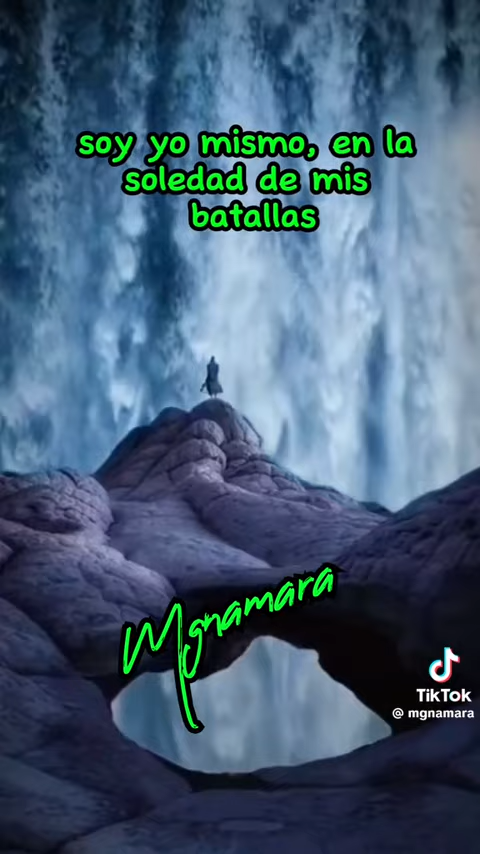 soy yo mismo, en la
soledad de mis
batallas
Mgnamara
TikTok
@ mgnamara